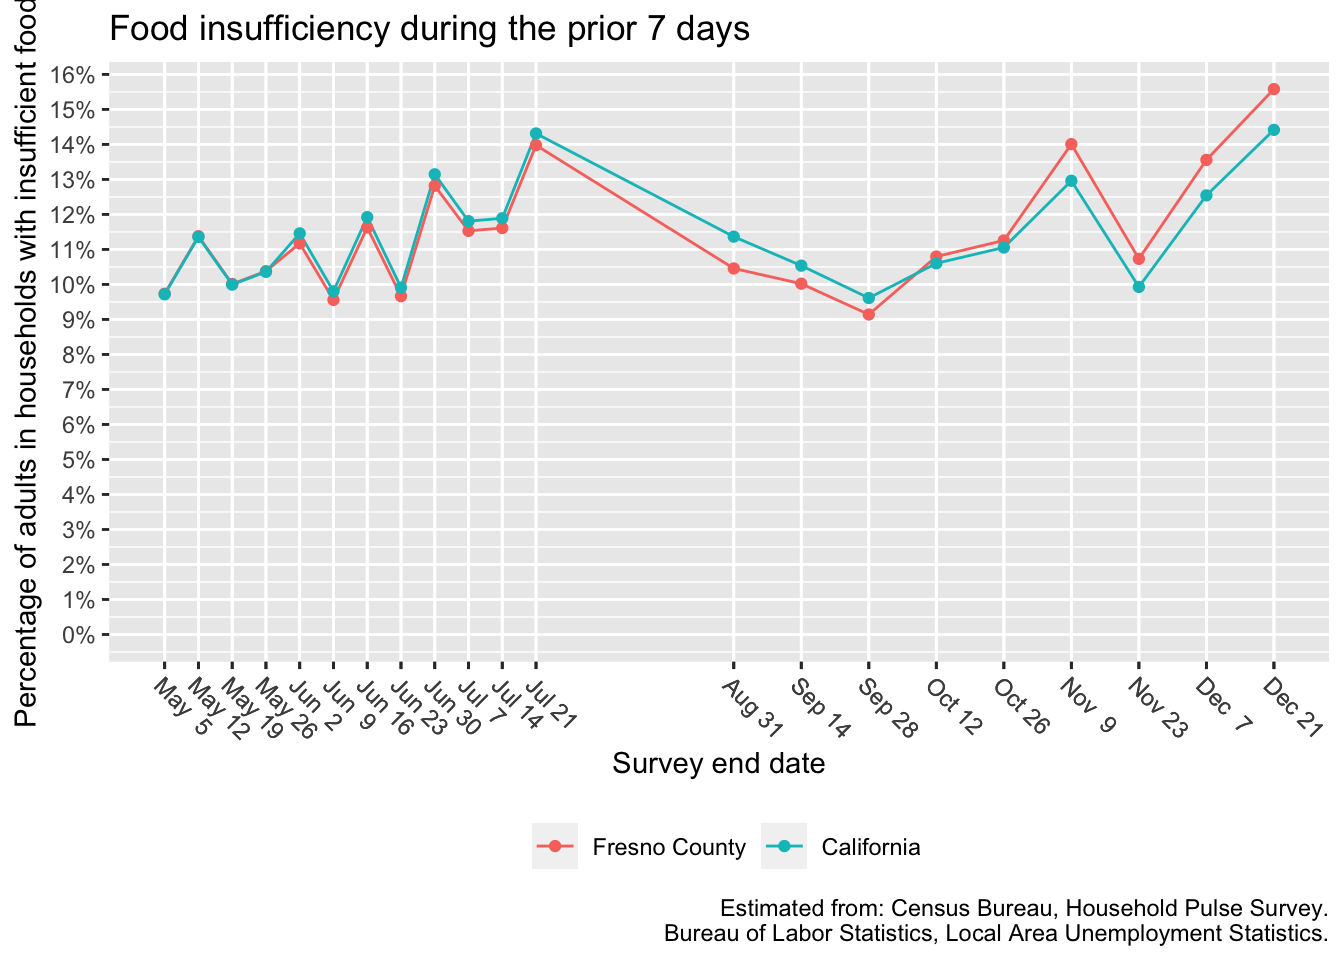 Food insufficiency during the prior 7 days
Percentage of adults in households with insufficient food
16%
15%
14%
13%
12%
11%
10%
9%
8%
7%
6%
5%
4%
3%
2%
1%
0%
May 5
May 12
May 19
May 26
Jun 2
Jun 9
Jun 16
Jun 23
Jun 30
Jul 7
Jul 14
Jul 21
Aug 31
Sep 14
Sep 28
Oct 12
Oct 26
Nov 9
Nov 23
Dec 7
Dec 21
Survey end date
Fresno County
California
Estimated from: Census Bureau, Household Pulse Survey.
Bureau of Labor Statistics, Local Area Unemployment Statistics.